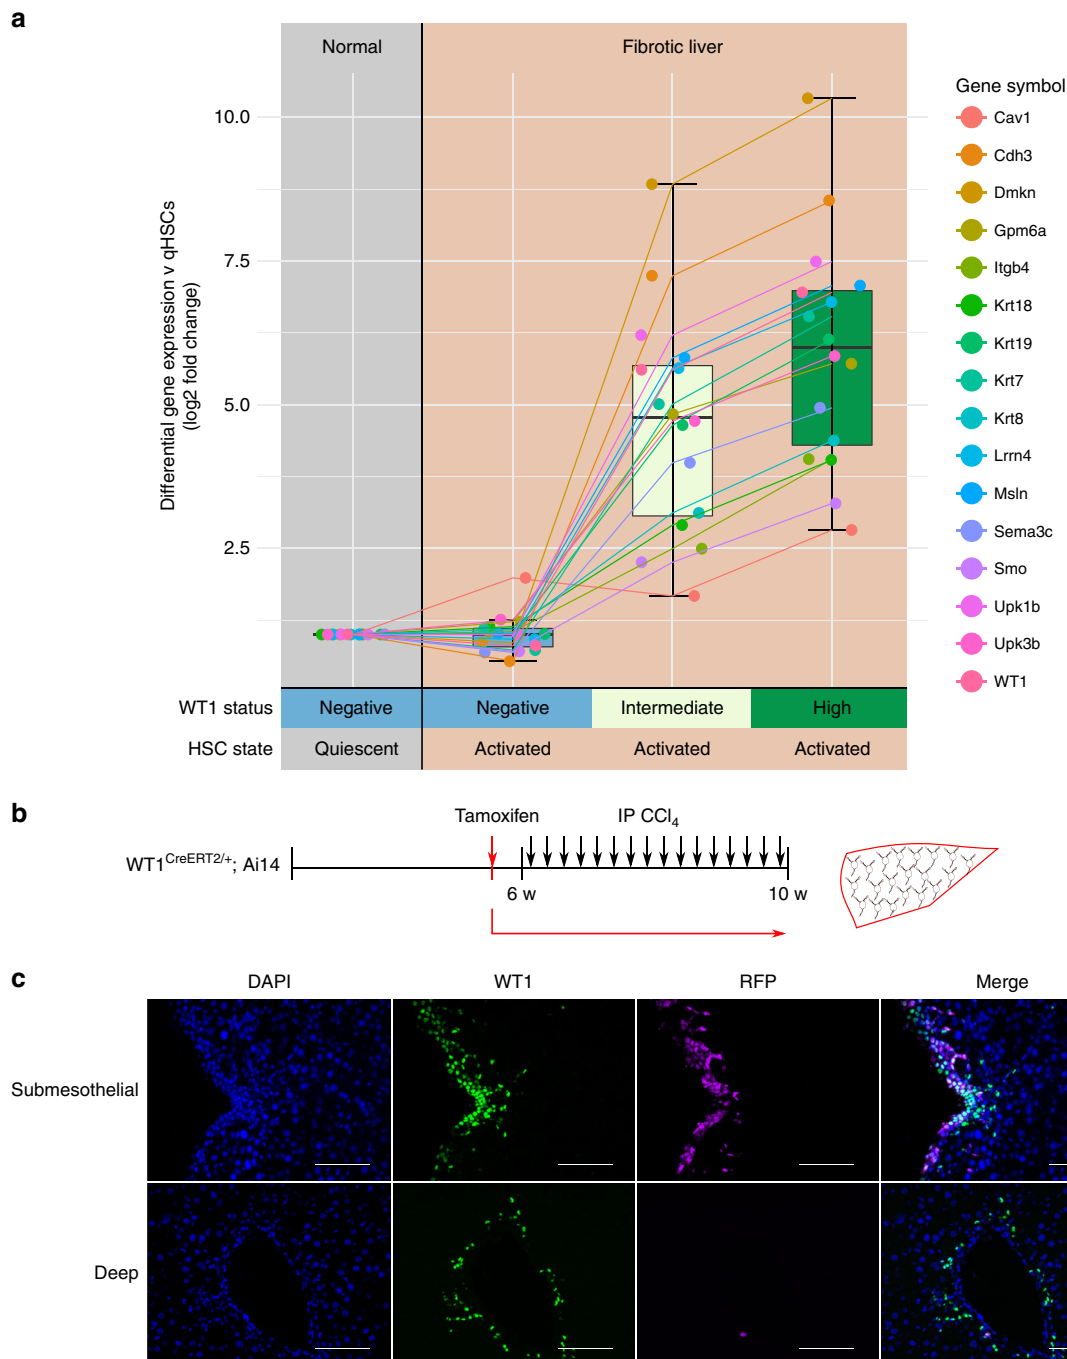 a
Normal
Fibrotic liver
Differential gene expression v qHSCs
(log2 fold change)
10.0
7.5
5.0
2.5
Gene symbol
Cav1
Cdh3
Dmkn
Gpm6a
Itgb4
Krt18
Krt19
Krt7
Krt8
Lrrn4
Msln
Sema3c
Smo
Upk1b
Upk3b
WT1
WT1 status
Negative
Negative
Intermediate
High
HSC state
Quiescent
Activated
Activated
Activated
b
Tamoxifen
IP CCl4
WT1CreERT2/+; Ai14
6 w
10 w
c
DAPI
WT1
RFP
Merge
Submesothelial
Deep